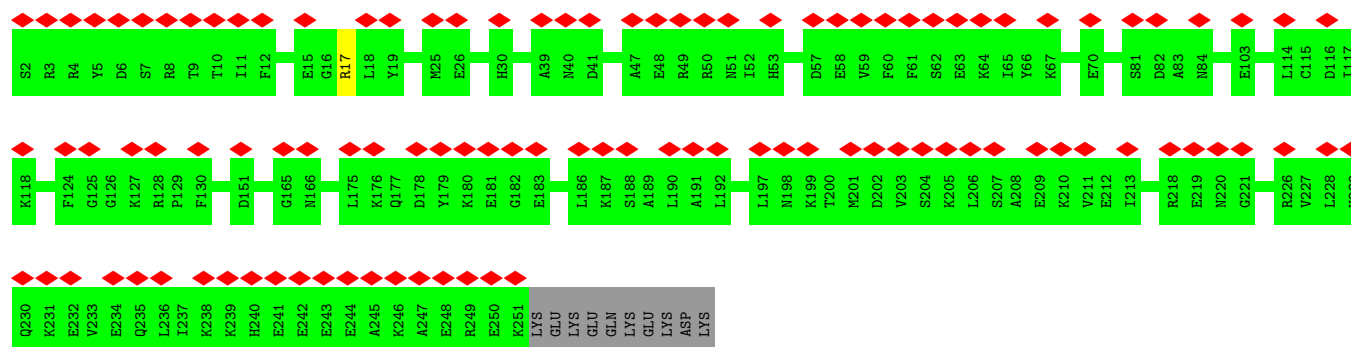 S2 R3 R4 Y5 D6 S7 R8 T9 T10 I11 F12 E15 G16 R17 L18 Y19 M25 E26 H30 A39 N40 D41 A47 E48 R49 R50 N51 I52 H53 D57 E58 V59 F60 F61 S62 E63 K64 I65 Y66 K67 E70 S81 D82 A83 N84 E103 L114 C115 D116 I117
K118 F124 G125 G126 K127 R128 P129 F130 D151 G165 N166 L175 K176 Q177 D178 Y179 K180 E181 G182 E183 L186 K187 S188 A189 L190 A191 L192 L197 N198 K199 T200 M201 D202 V203 S204 K205 L206 S207 A208 E209 K210 V211 E212 I213 R218 E219 N220 G221 R226 V227 L228
Q230 K231 E232 V233 E234 Q235 L236 I237 K238 K239 H240 E241 E242 E243 E244 A245 K246 A247 E248 R249 E250 K251 LYS GLU LYS GLU GLN LYS GLU LYS ASP LYS